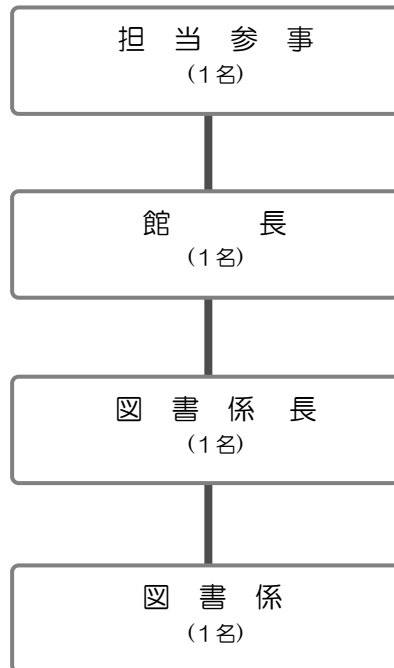 担　当　参　事
(1名)
館　　　長
(1名)
図　書　係　長
(1名)
図　書　係
(1名)